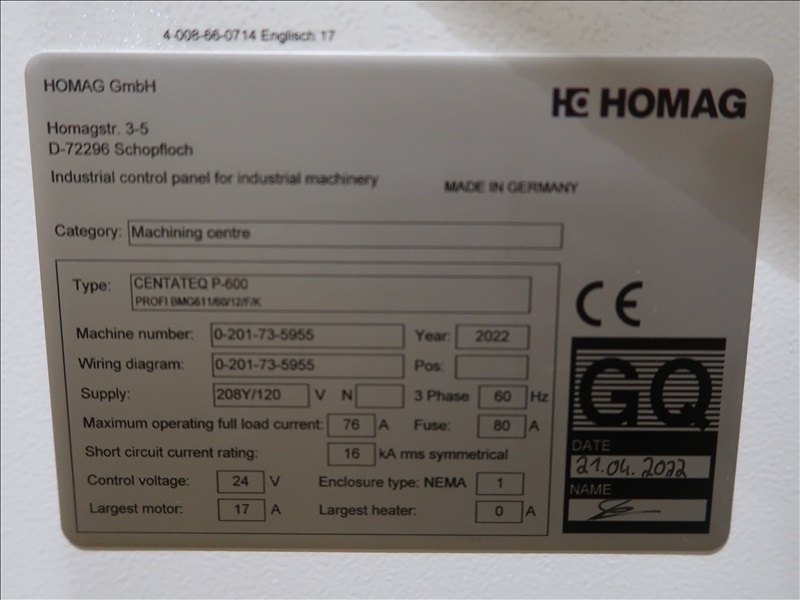 4-008-66-0714 Englisch 17
HOMAG GmbH
HOMAG
Homagstr. 3-5
D-72296 Schopfloch
Industrial control panel for industrial machinery
MADE IN GERMANY
Category: Machining centre
Type: CENTATEQ P-600
PROFI BMG611/60/12/F/K
Machine number: 0-201-73-5955 Year: 2022
Wiring diagram: 0-201-73-5955 Pos:
Supply: 208Y/120 V N 3 Phase 60 Hz
Maximum operating full load current: 76 A Fuse: 80 A
Short circuit current rating: 16 kA rms symmetrical
Control voltage: 24 V Enclosure type: NEMA 1
Largest motor: 17 A Largest heater: 0 A
CE
GQ
DATE
21.04.2022
NAME